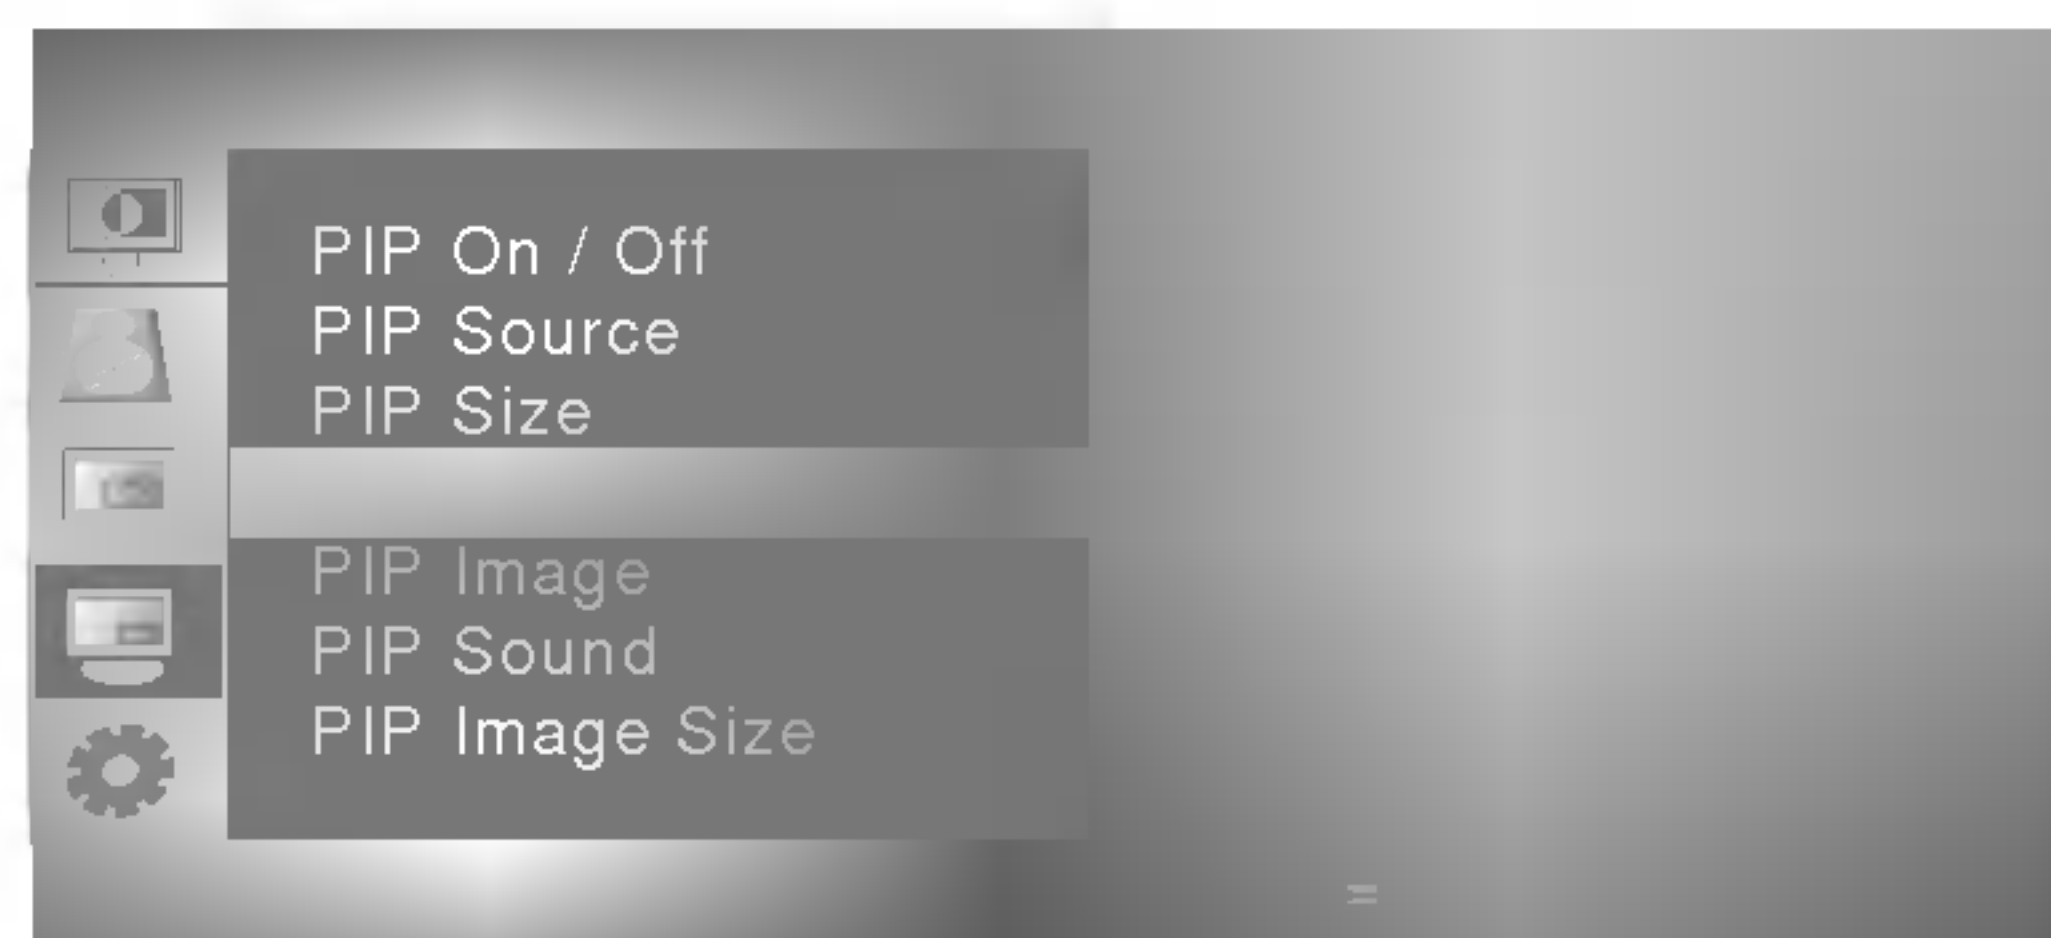 PIP On / Off
PIP Source
PIP Size
PIP Image
PIP Sound
PIP Image Size